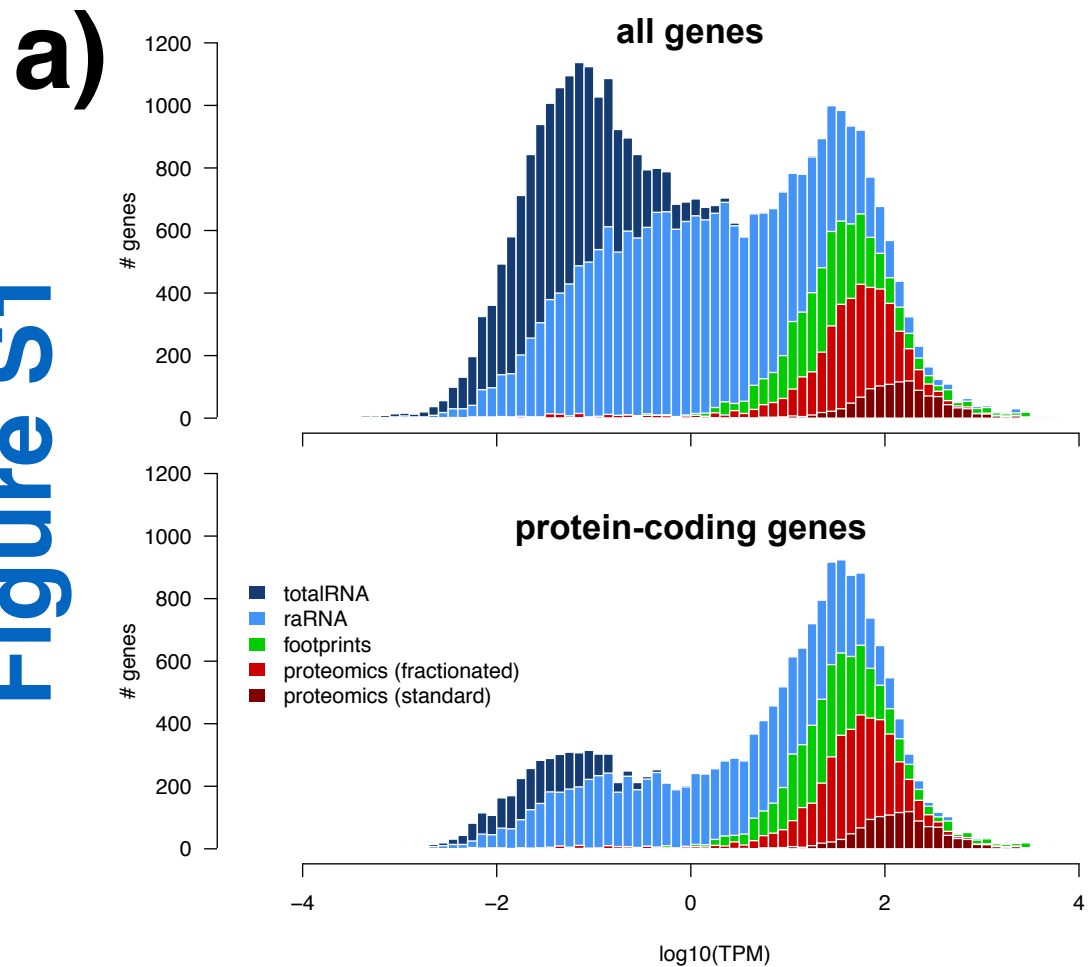 a)
Figure S1
all genes
1200
1000
800
600
400
200
0
# genes
protein-coding genes
1200
1000
800
600
400
200
0
# genes
totalRNA
raRNA
footprints
proteomics (fractionated)
proteomics (standard)
−4 −2 0 2 4
log10(TPM)